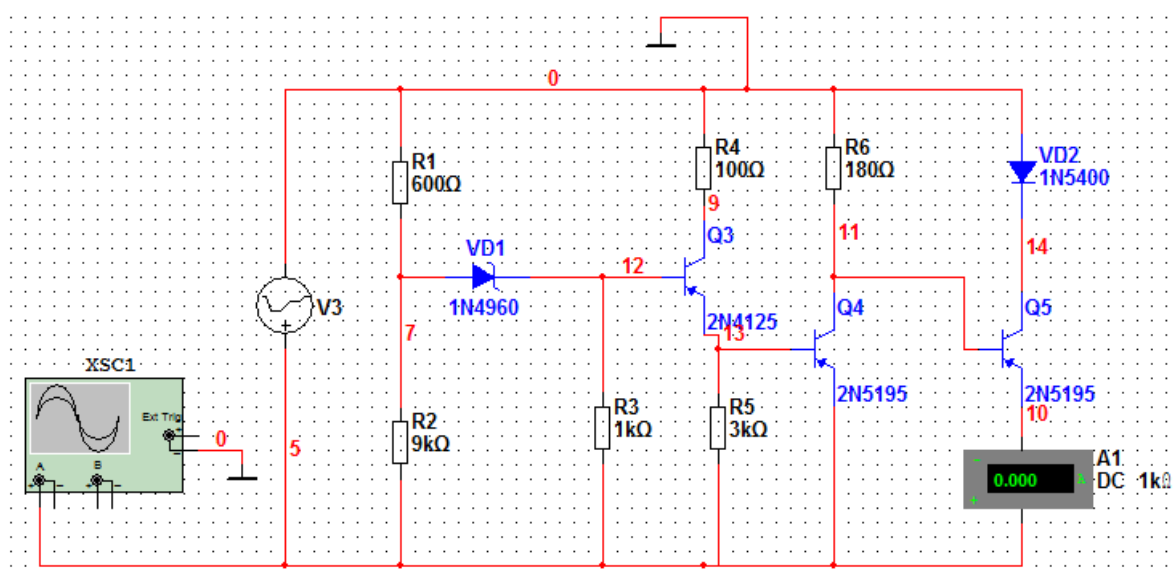 0
R1
600Ω
R4
100Ω
R6
180Ω
VD2
1N5400
9
Q3
11
14
VD1
12
1N4960
V3
7
2N4125
13
Q4
Q5
XSC1
Ext Trig
+
−
0
A
B
+ − + −
5
R2
9kΩ
R3
1kΩ
R5
3kΩ
2N5195
2N5195
10
A1
DC 1kΩ
−
0.000 A
+